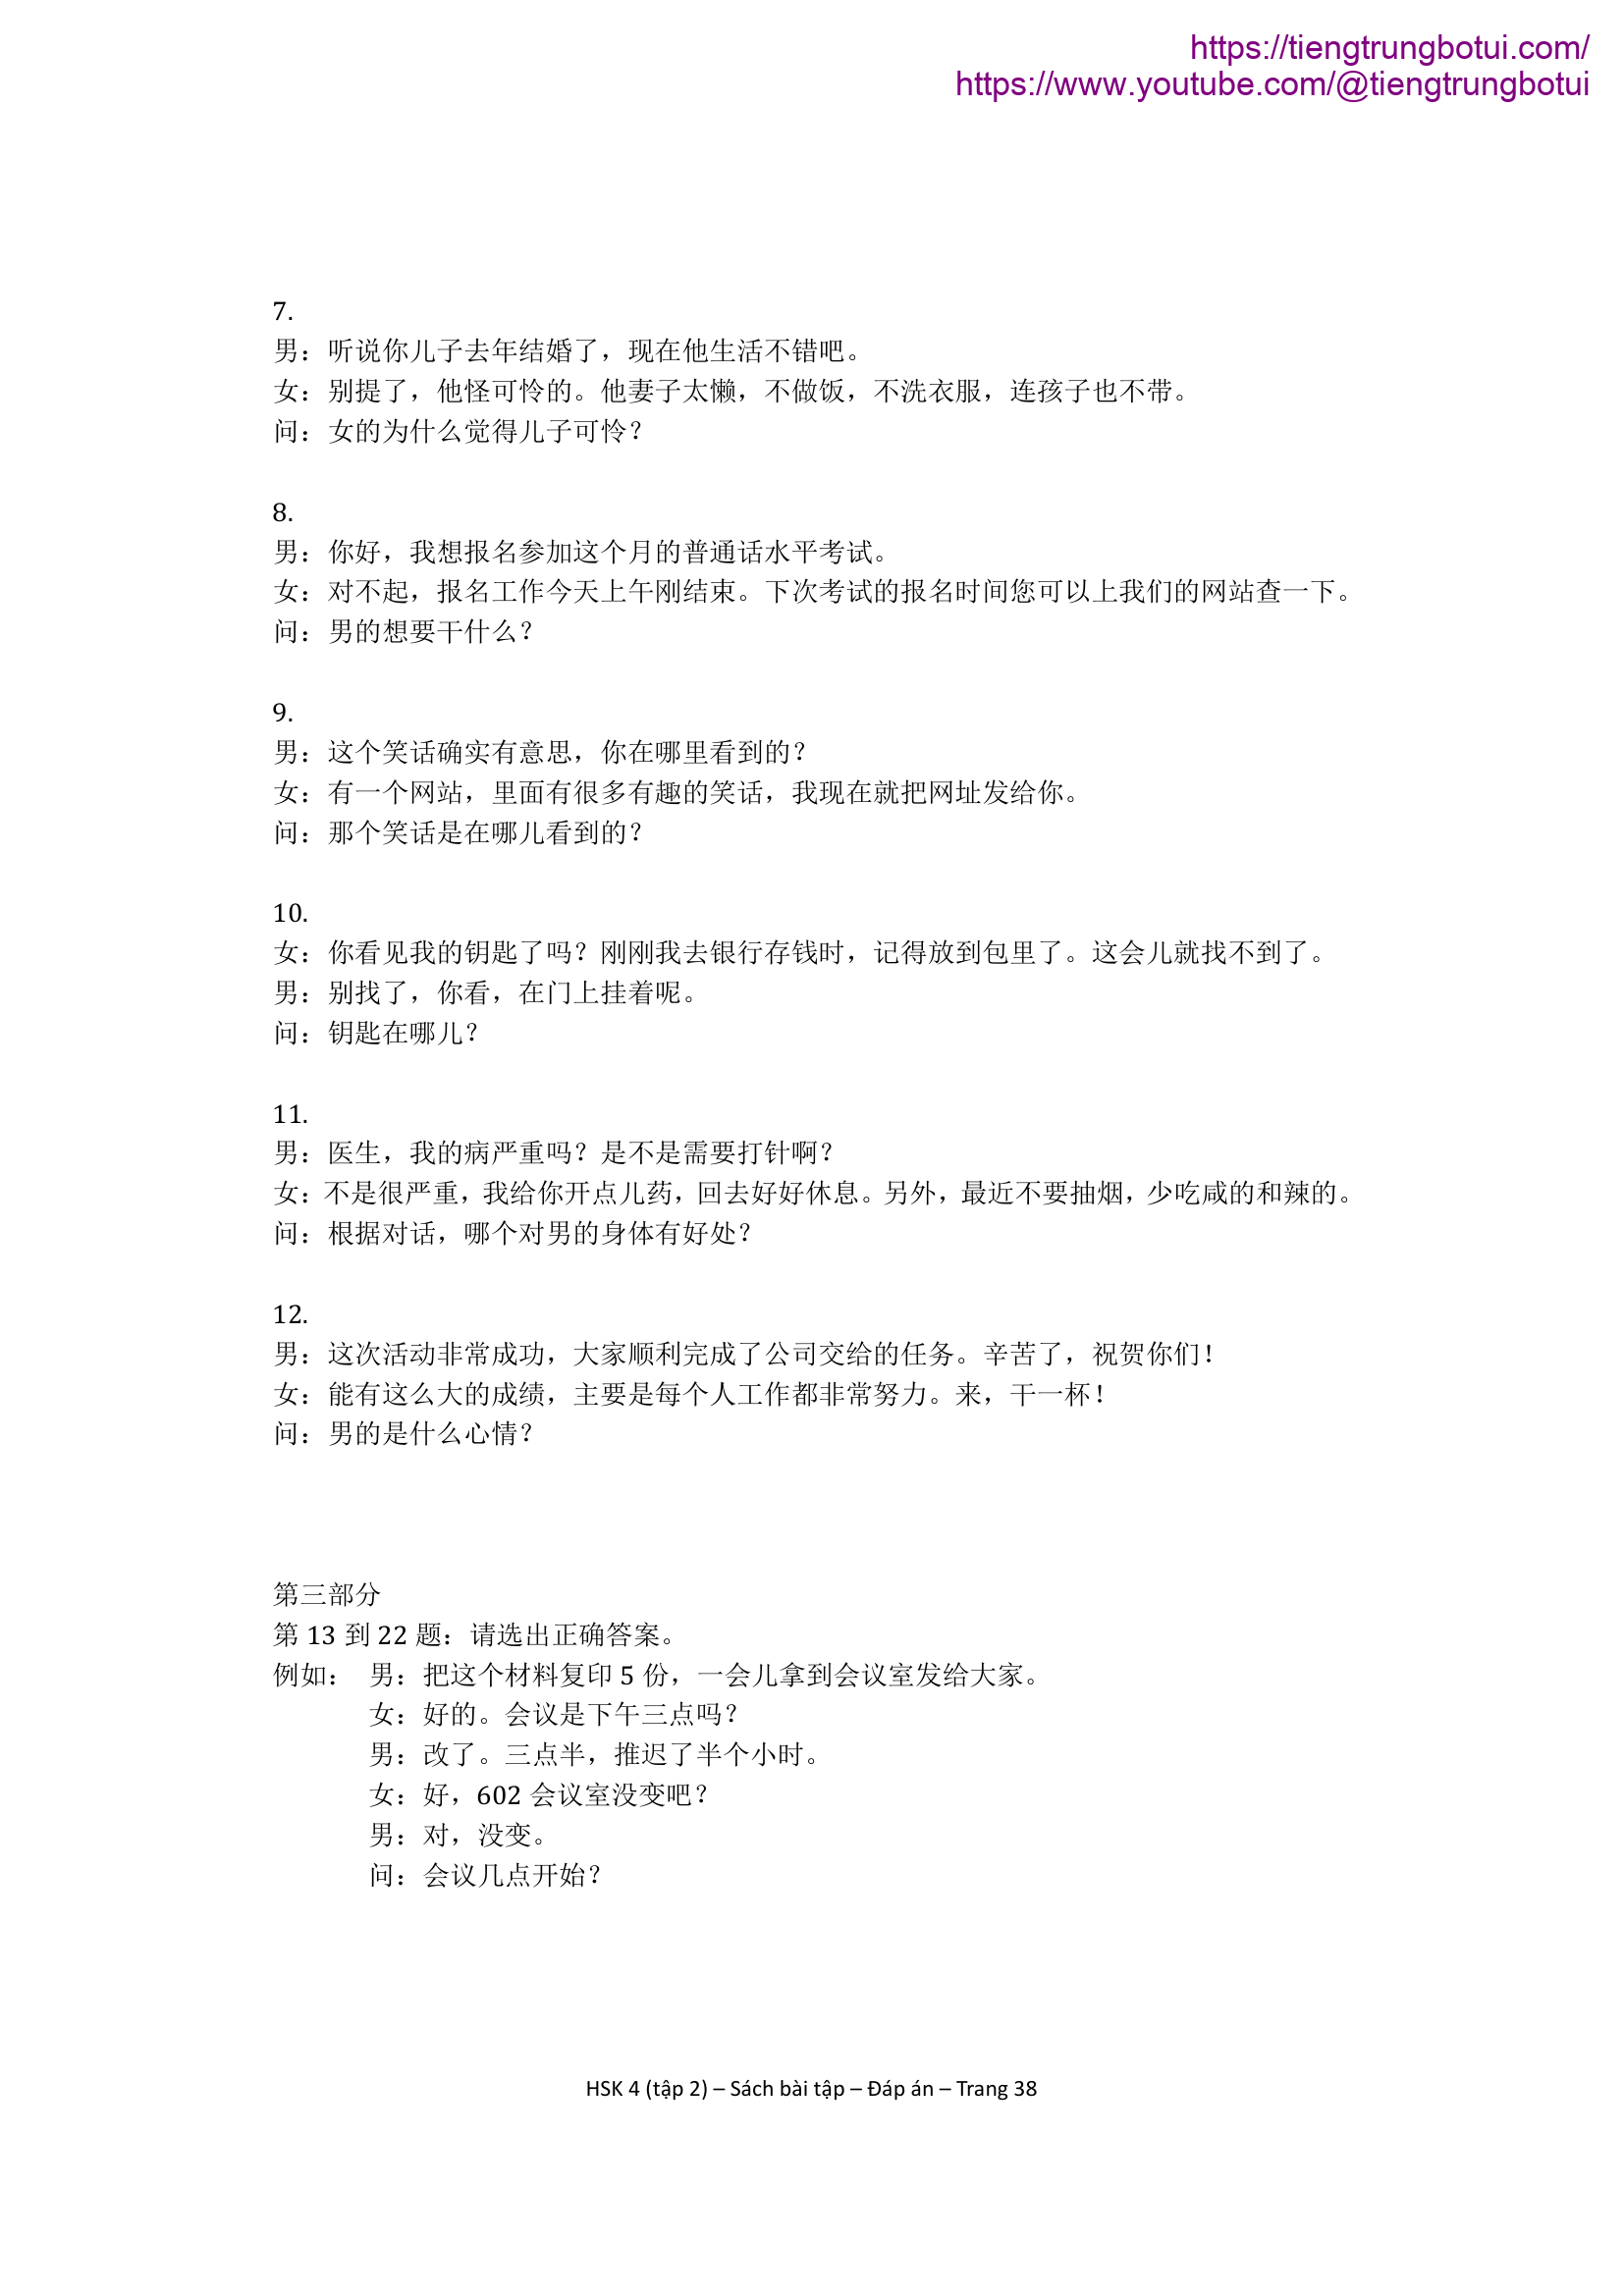 https://tiengtrungbotui.com/
https://www.youtube.com/@tiengtrungbotui
7.
男：听说你儿子去年结婚了，现在他生活不错吧。
女：别提了，他怪可怜的。他妻子太懒，不做饭，不洗衣服，连孩子也不带。
问：女的为什么觉得儿子可怜？
8.
男：你好，我想报名参加这个月的普通话水平考试。
女：对不起，报名工作今天上午刚结束。下次考试的报名时间您可以上我们的网站查一下。
问：男的想要干什么？
9.
男：这个笑话确实有意思，你在哪里看到的？
女：有一个网站，里面有很多有趣的笑话，我现在就把网址发给你。
问：那个笑话是在哪儿看到的？
10.
女：你看见我的钥匙了吗？刚刚我去银行存钱时，记得放到包里了。这会儿就找不到了。
男：别找了，你看，在门上挂着呢。
问：钥匙在哪儿？
11.
男：医生，我的病严重吗？是不是需要打针啊？
女：不是很严重，我给你开点儿药，回去好好休息。另外，最近不要抽烟，少吃咸的和辣的。
问：根据对话，哪个对男的身体有好处？
12.
男：这次活动非常成功，大家顺利完成了公司交给的任务。辛苦了，祝贺你们！
女：能有这么大的成绩，主要是每个人工作都非常努力。来，干一杯！
问：男的是什么心情？
第三部分
第 13 到 22 题：请选出正确答案。
例如： 男：把这个材料复印 5 份，一会儿拿到会议室发给大家。
女：好的。会议是下午三点吗？
男：改了。三点半，推迟了半个小时。
女：好，602 会议室没变吧？
男：对，没变。
问：会议几点开始？
HSK 4 (tập 2) – Sách bài tập – Đáp án – Trang 38